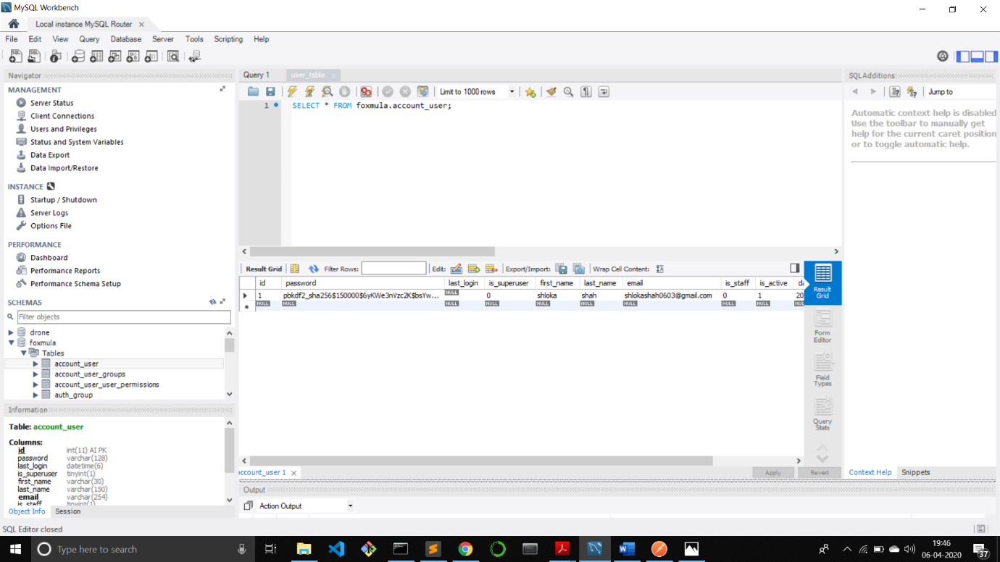 MySQL Workbench
Local instance MySQL Router
File Edit View Query Database Server Tools Scripting Help
Navigator
MANAGEMENT
Server Status
Client Connections
Users and Privileges
Status and System Variables
Data Export
Data Import/Restore
INSTANCE
Startup / Shutdown
Server Logs
Options File
PERFORMANCE
Dashboard
Performance Reports
Performance Schema Setup
SCHEMAS
Filter objects
drone
foxmula
Tables
account_user
account_user_groups
account_user_user_permissions
auth_group
Information
Table: account_user
Columns:
id int(11) AI PK
password varchar(128)
last_login datetime(6)
is_superuser tinyint(1)
first_name varchar(30)
last_name varchar(150)
email varchar(254)
is_staff tinyint(1)
Object Info Session
Query 1 user_table
Limit to 1000 rows
1 SELECT * FROM foxmula.account_user;
Result Grid Filter Rows: Edit: Export/Import: Wrap Cell Content:
id password last_login is_superuser first_name last_name email is_staff is_active da
1 pbkdf2_sha256$150000$6yKWe3nVzc2K$bsYw... NULL 0 shloka shah shlokashah0603@gmail.com 0 1 20
NULL NULL NULL NULL NULL NULL NULL NULL NULL
Result Grid
Form Editor
Field Types
Query Stats
account_user 1
Apply Revert
Output
Action Output
SQLAdditions
Jump to
Automatic context help is disabled
Use the toolbar to manually get
help for the current caret position
or to toggle automatic help.
Context Help Snippets
SQL Editor closed
Type here to search
19:46
06-04-2020
37